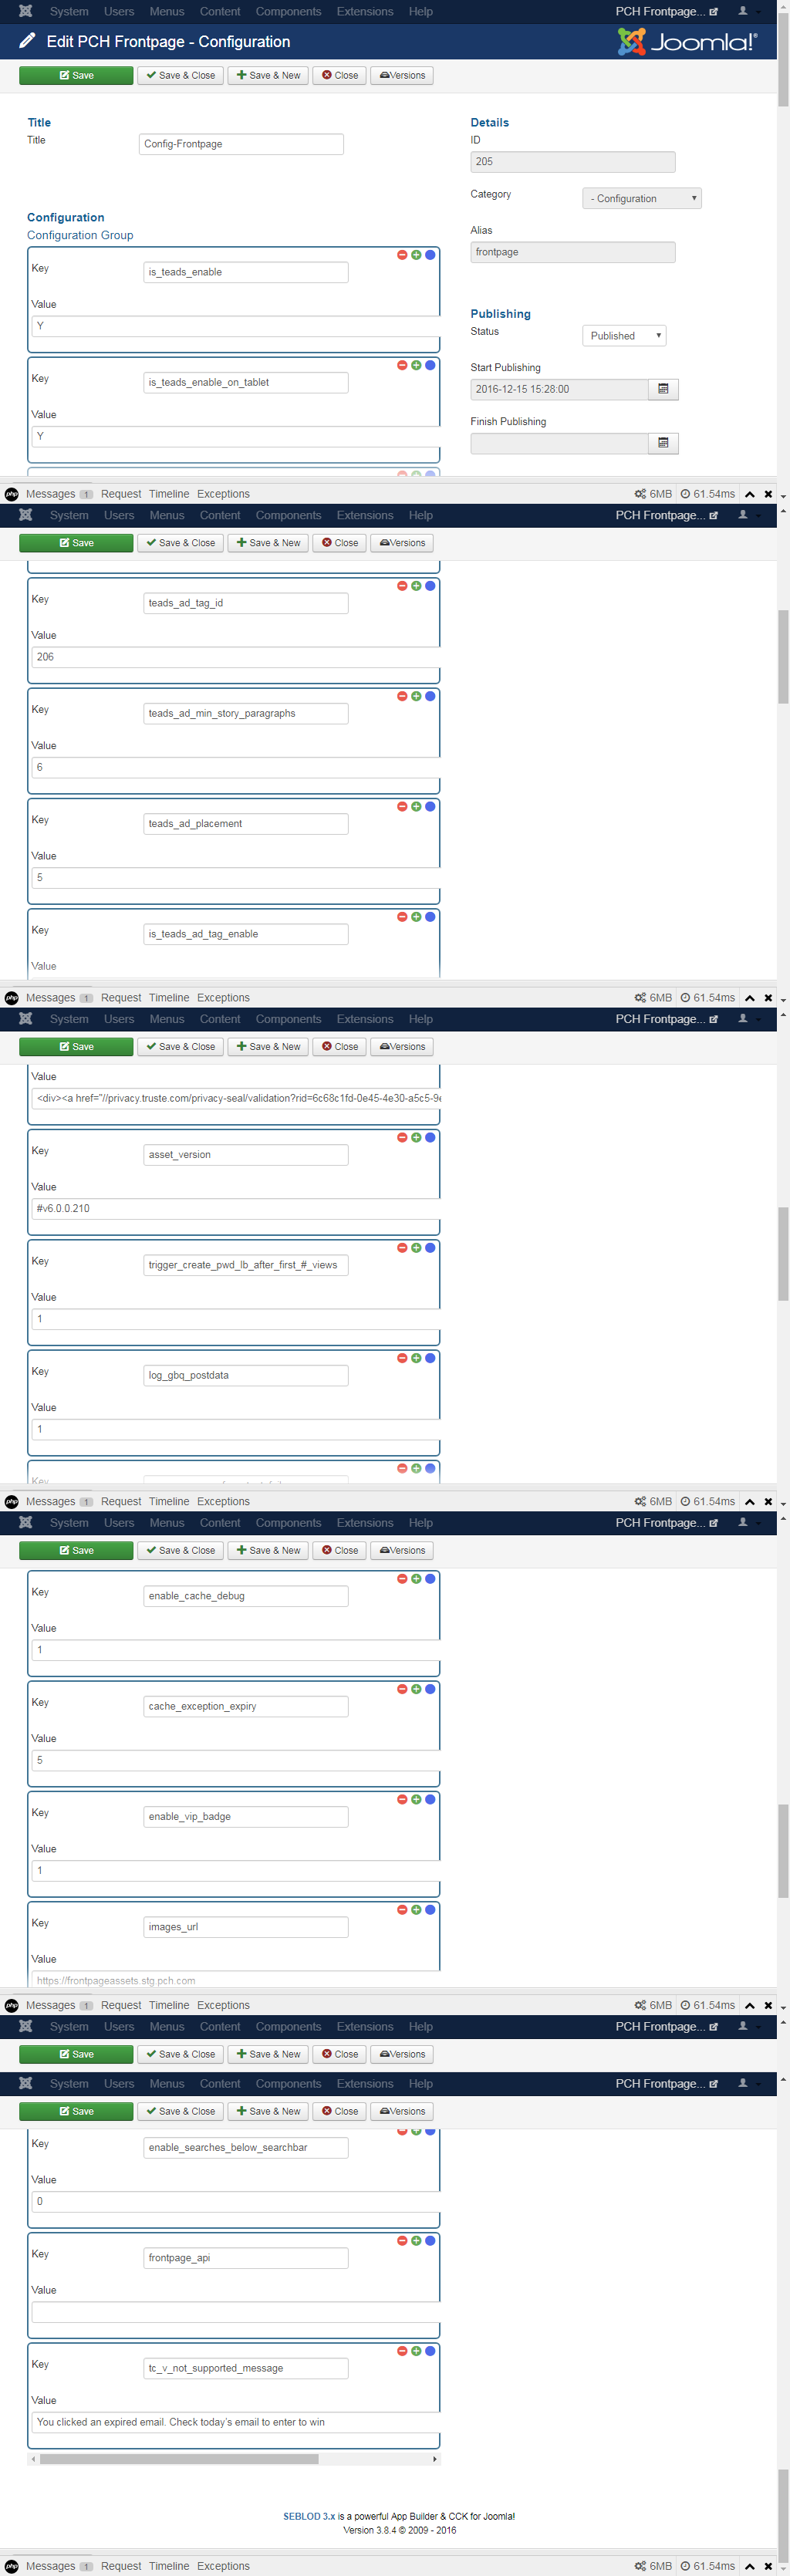 System Users Menus Content Components Extensions Help PCH Frontpage...
Edit PCH Frontpage - Configuration Joomla!®
Save Save & Close Save & New Close Versions
Title
Title Config-Frontpage
Details
ID
205
Category - Configuration
Alias
frontpage
Configuration
Configuration Group
Key is_teads_enable
Value
Y
Key is_teads_enable_on_tablet
Value
Y
Publishing
Status Published
Start Publishing
2016-12-15 15:28:00
Finish Publishing
php Messages 1 Request Timeline Exceptions 6MB 61.54ms
System Users Menus Content Components Extensions Help PCH Frontpage...
Save Save & Close Save & New Close Versions
Key teads_ad_tag_id
Value
206
Key teads_ad_min_story_paragraphs
Value
6
Key teads_ad_placement
Value
5
Key is_teads_ad_tag_enable
Value
php Messages 1 Request Timeline Exceptions 6MB 61.54ms
System Users Menus Content Components Extensions Help PCH Frontpage...
Save Save & Close Save & New Close Versions
Value
<div><a href="//privacy.truste.com/privacy-seal/validation?rid=6c68c1fd-0e45-4e30-a5c5-9e
Key asset_version
Value
#v6.0.0.210
Key trigger_create_pwd_lb_after_first_#_views
Value
1
Key log_gbq_postdata
Value
1
Key
php Messages 1 Request Timeline Exceptions 6MB 61.54ms
System Users Menus Content Components Extensions Help PCH Frontpage...
Save Save & Close Save & New Close Versions
Key enable_cache_debug
Value
1
Key cache_exception_expiry
Value
5
Key enable_vip_badge
Value
1
Key images_url
Value
https://frontpageassets.stg.pch.com
php Messages 1 Request Timeline Exceptions 6MB 61.54ms
System Users Menus Content Components Extensions Help PCH Frontpage...
Save Save & Close Save & New Close Versions
System Users Menus Content Components Extensions Help PCH Frontpage...
Save Save & Close Save & New Close Versions
Key enable_searches_below_searchbar
Value
0
Key frontpage_api
Value
Key tc_v_not_supported_message
Value
You clicked an expired email. Check today's email to enter to win
SEBLOD 3.x is a powerful App Builder & CCK for Joomla!
Version 3.8.4 © 2009 - 2016
php Messages 1 Request Timeline Exceptions 6MB 61.54ms